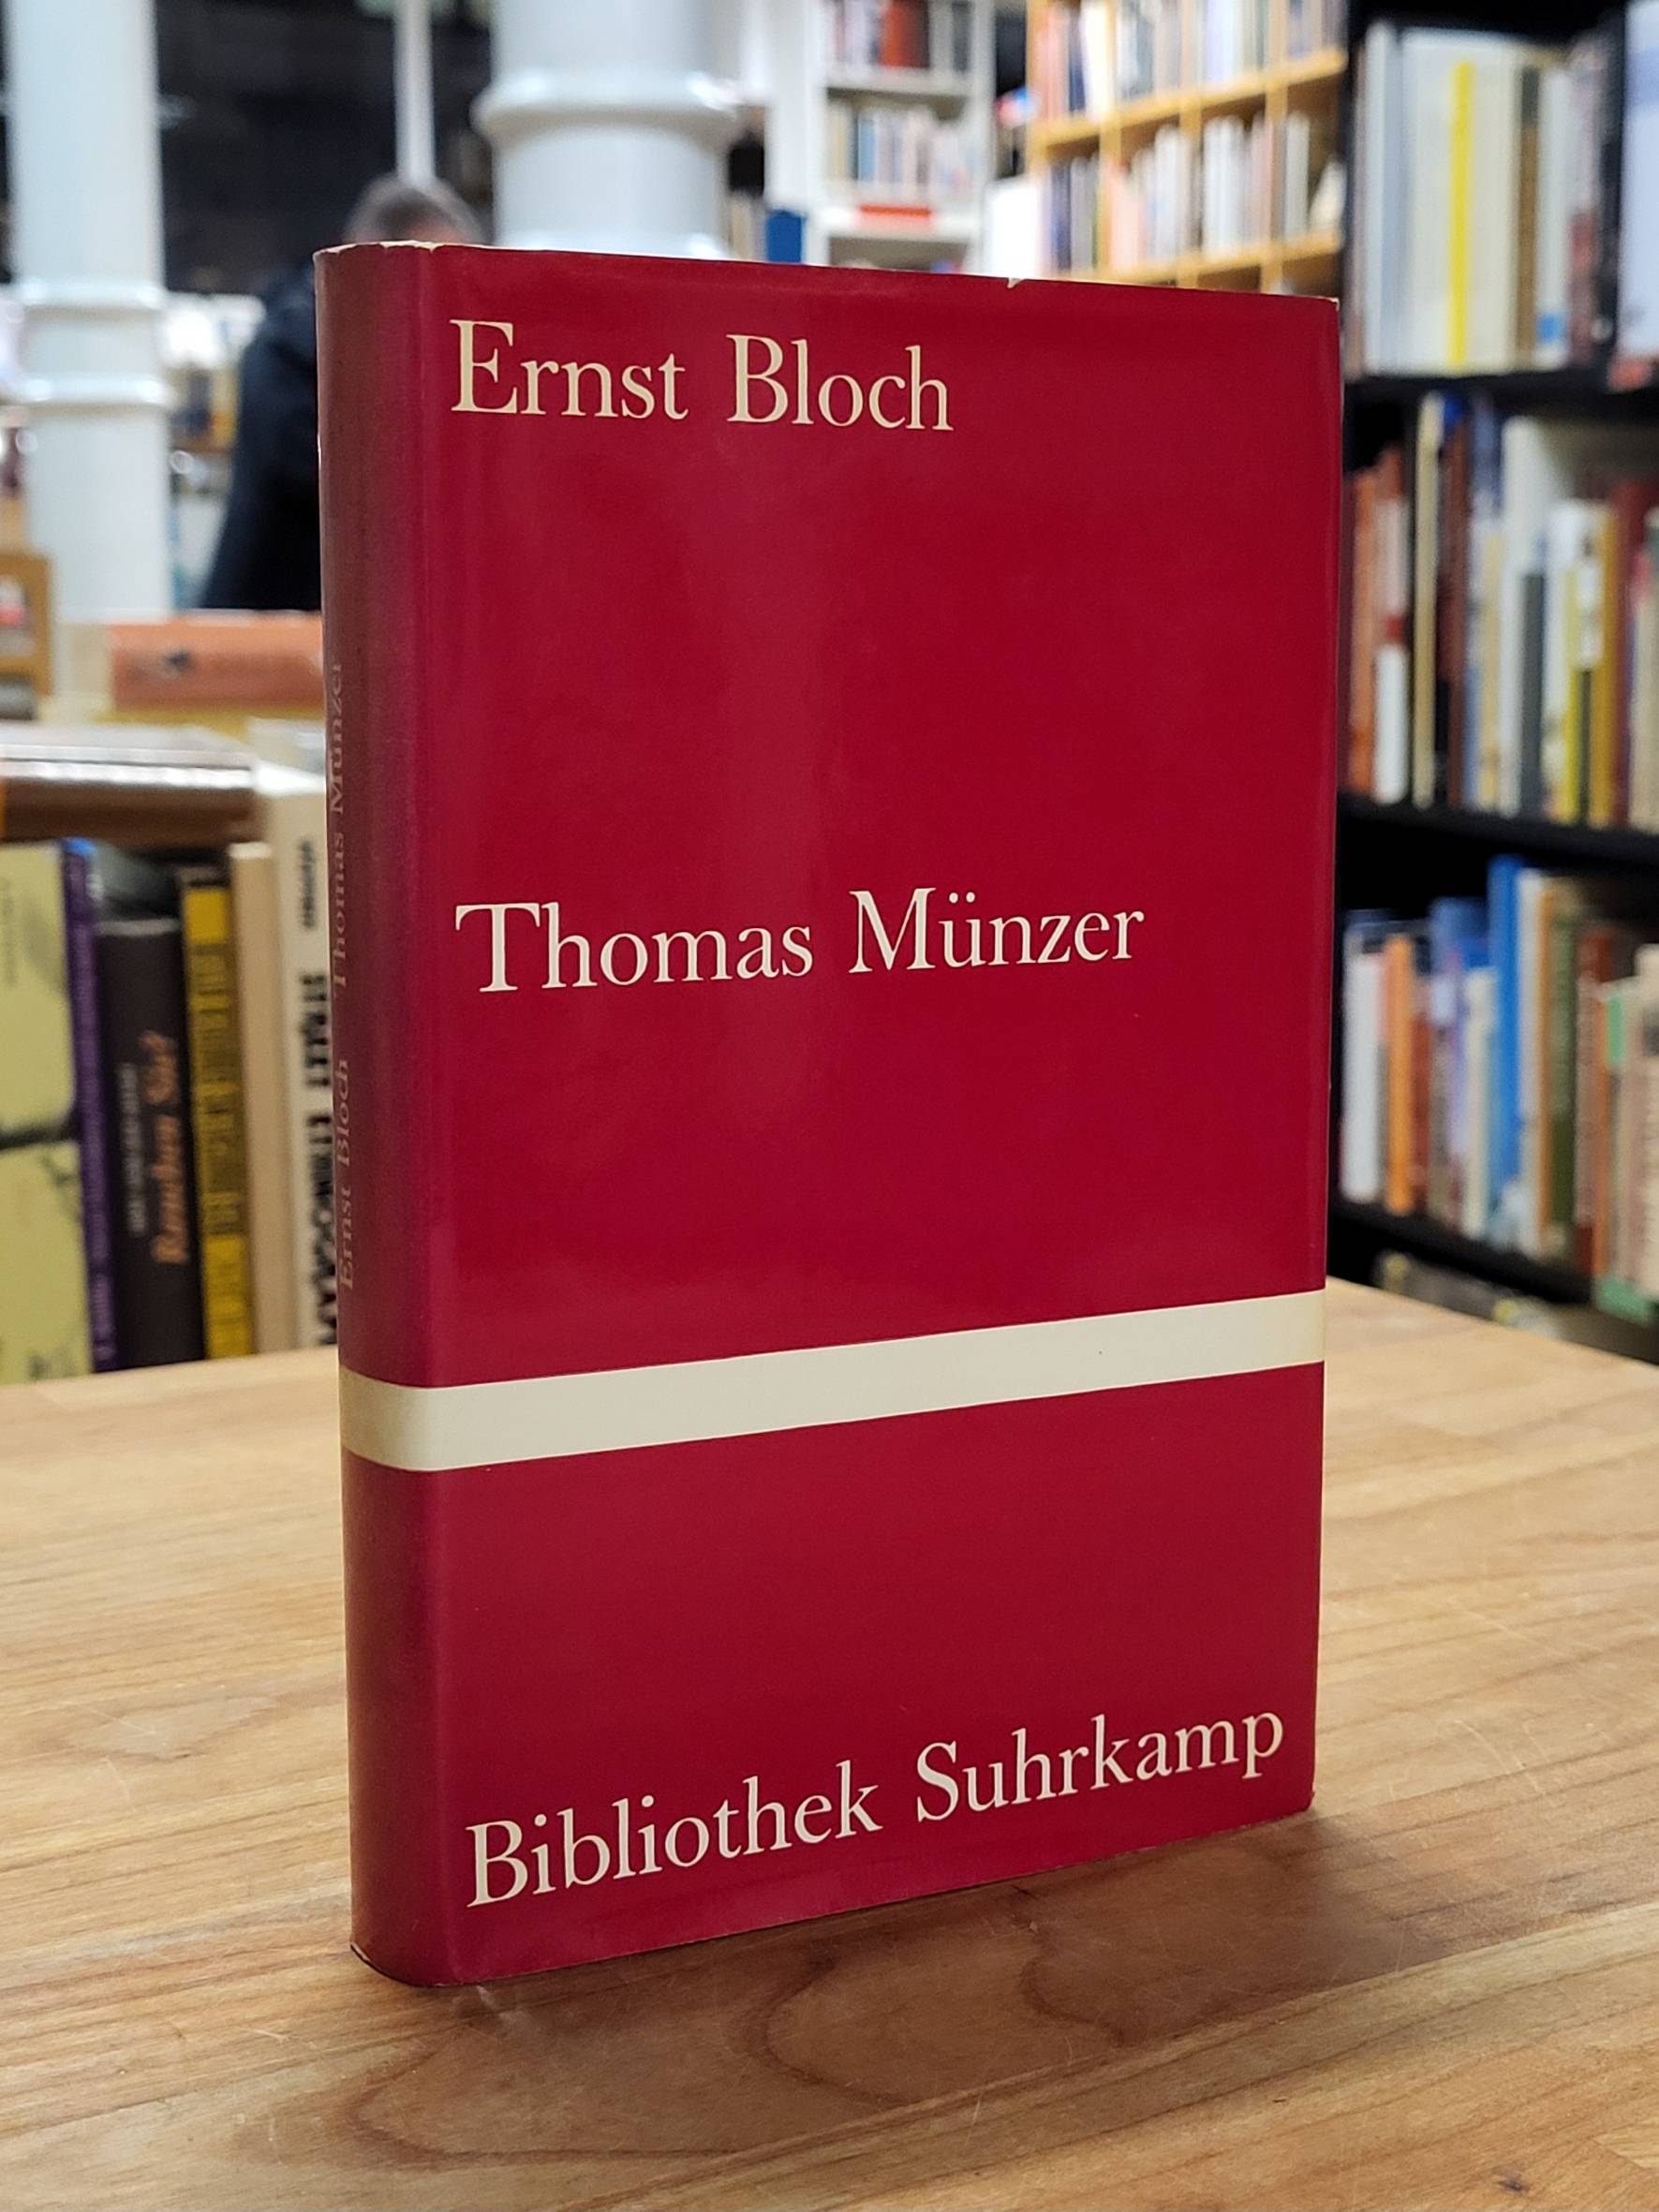 Ernst Bloch
Thomas Münzer
Bibliothek Suhrkamp
Ernst Bloch Thomas Münzer